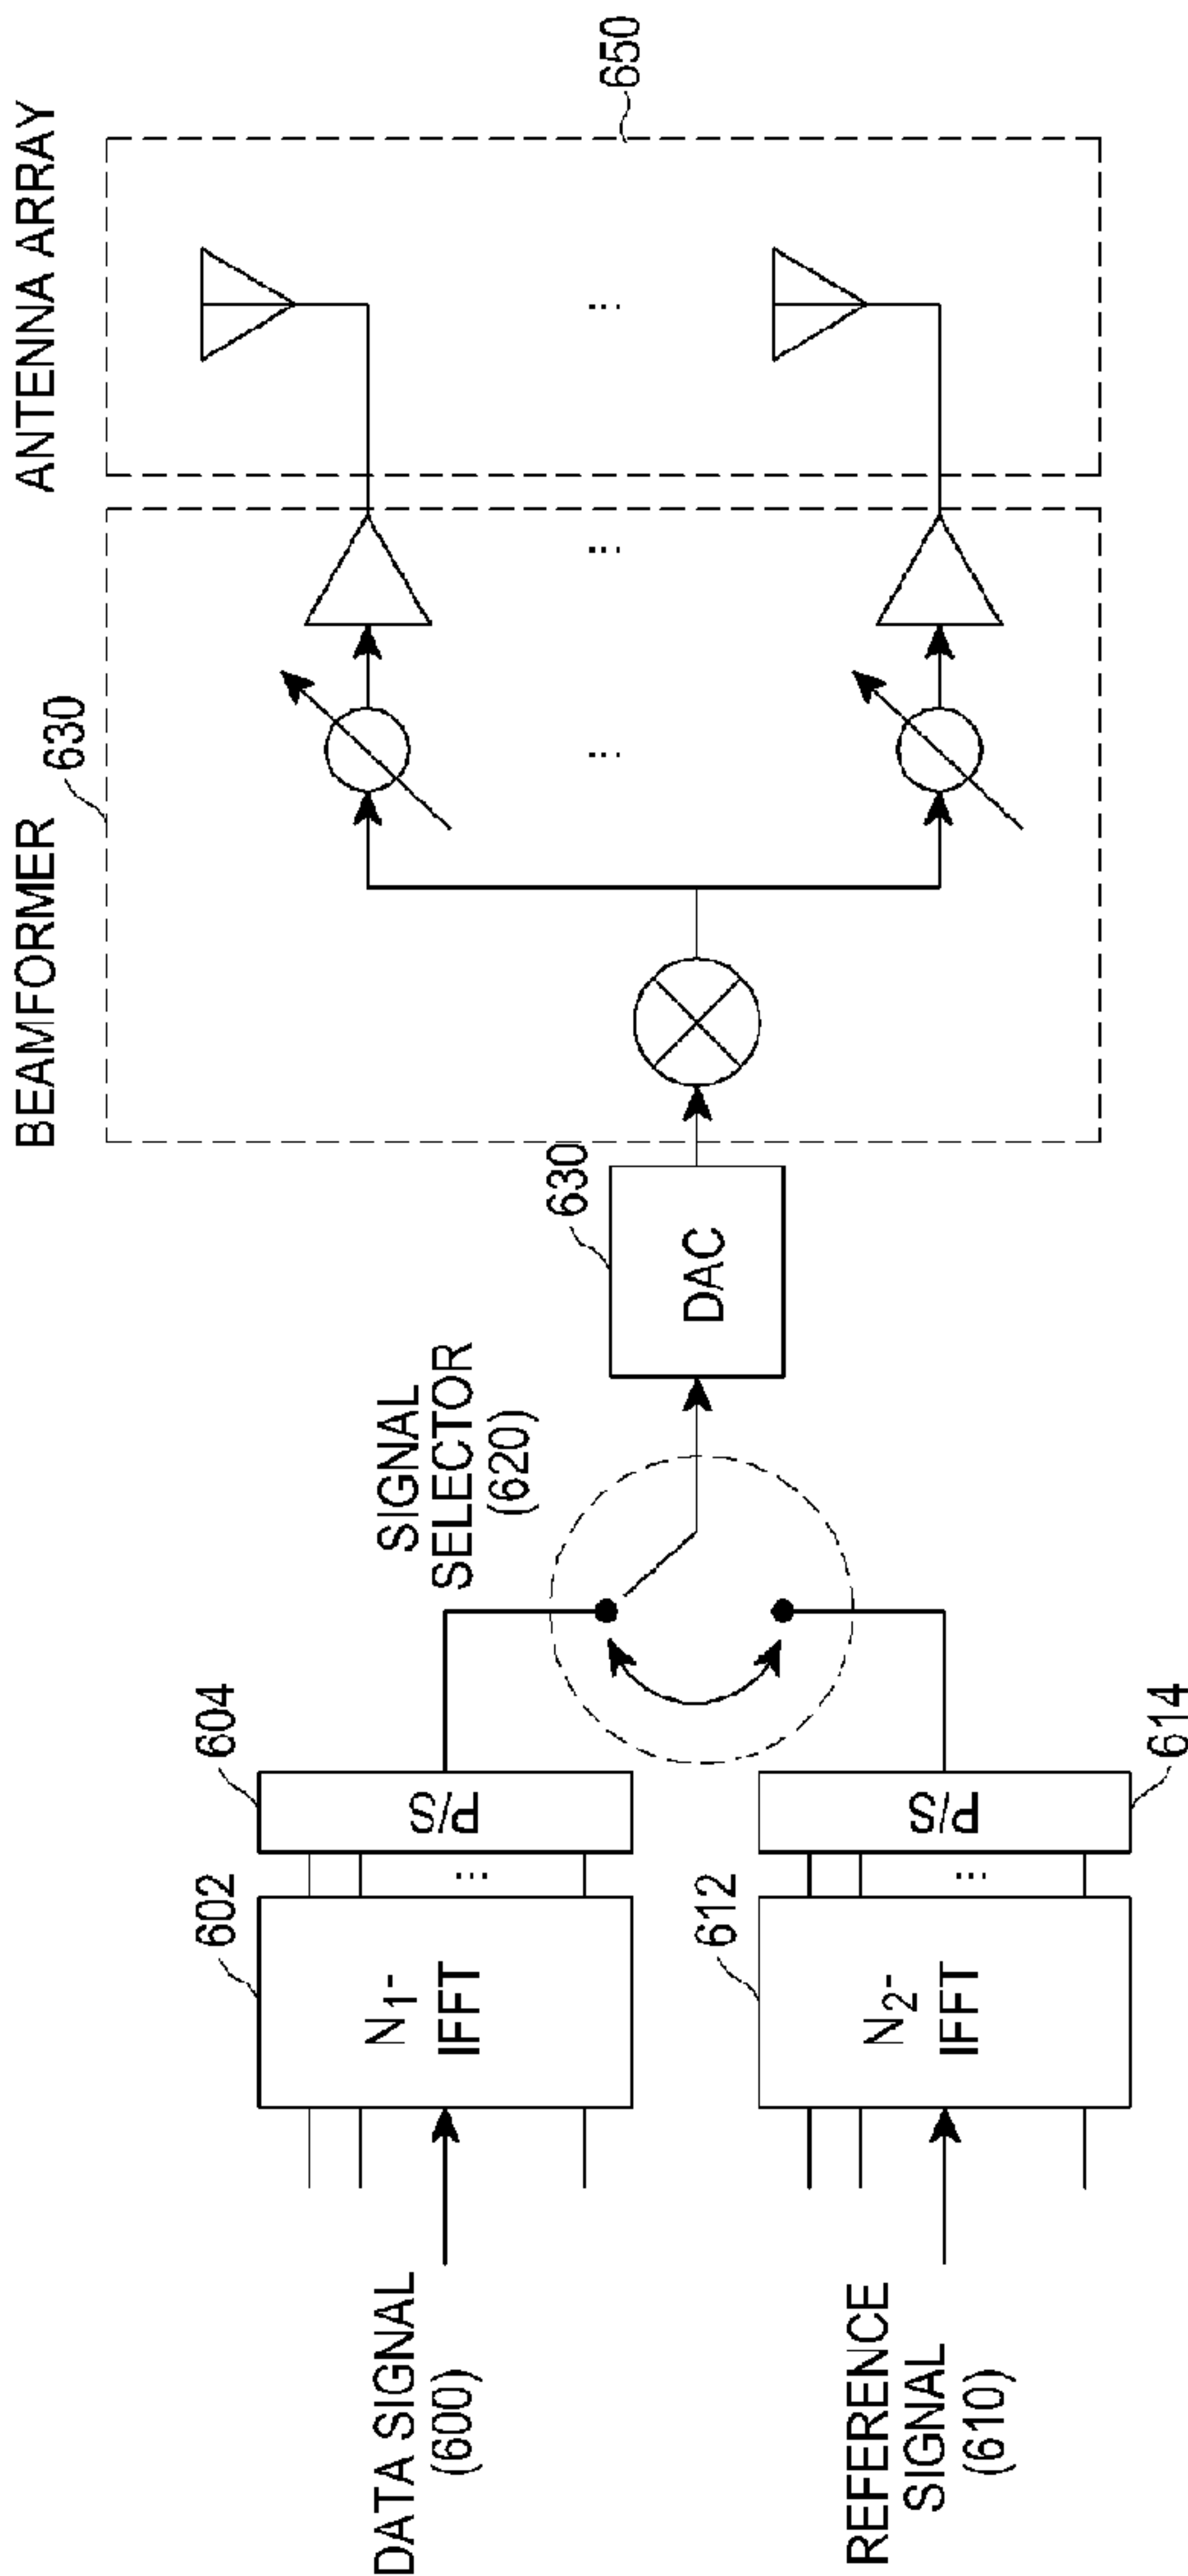 DATA SIGNAL
(600)
602
N1-
IFFT
...
604
P/S
REFERENCE
SIGNAL
(610)
612
N2-
IFFT
...
614
P/S
SIGNAL
SELECTOR
(620)
630
DAC
BEAMFORMER
630
...
...
ANTENNA ARRAY
...
650